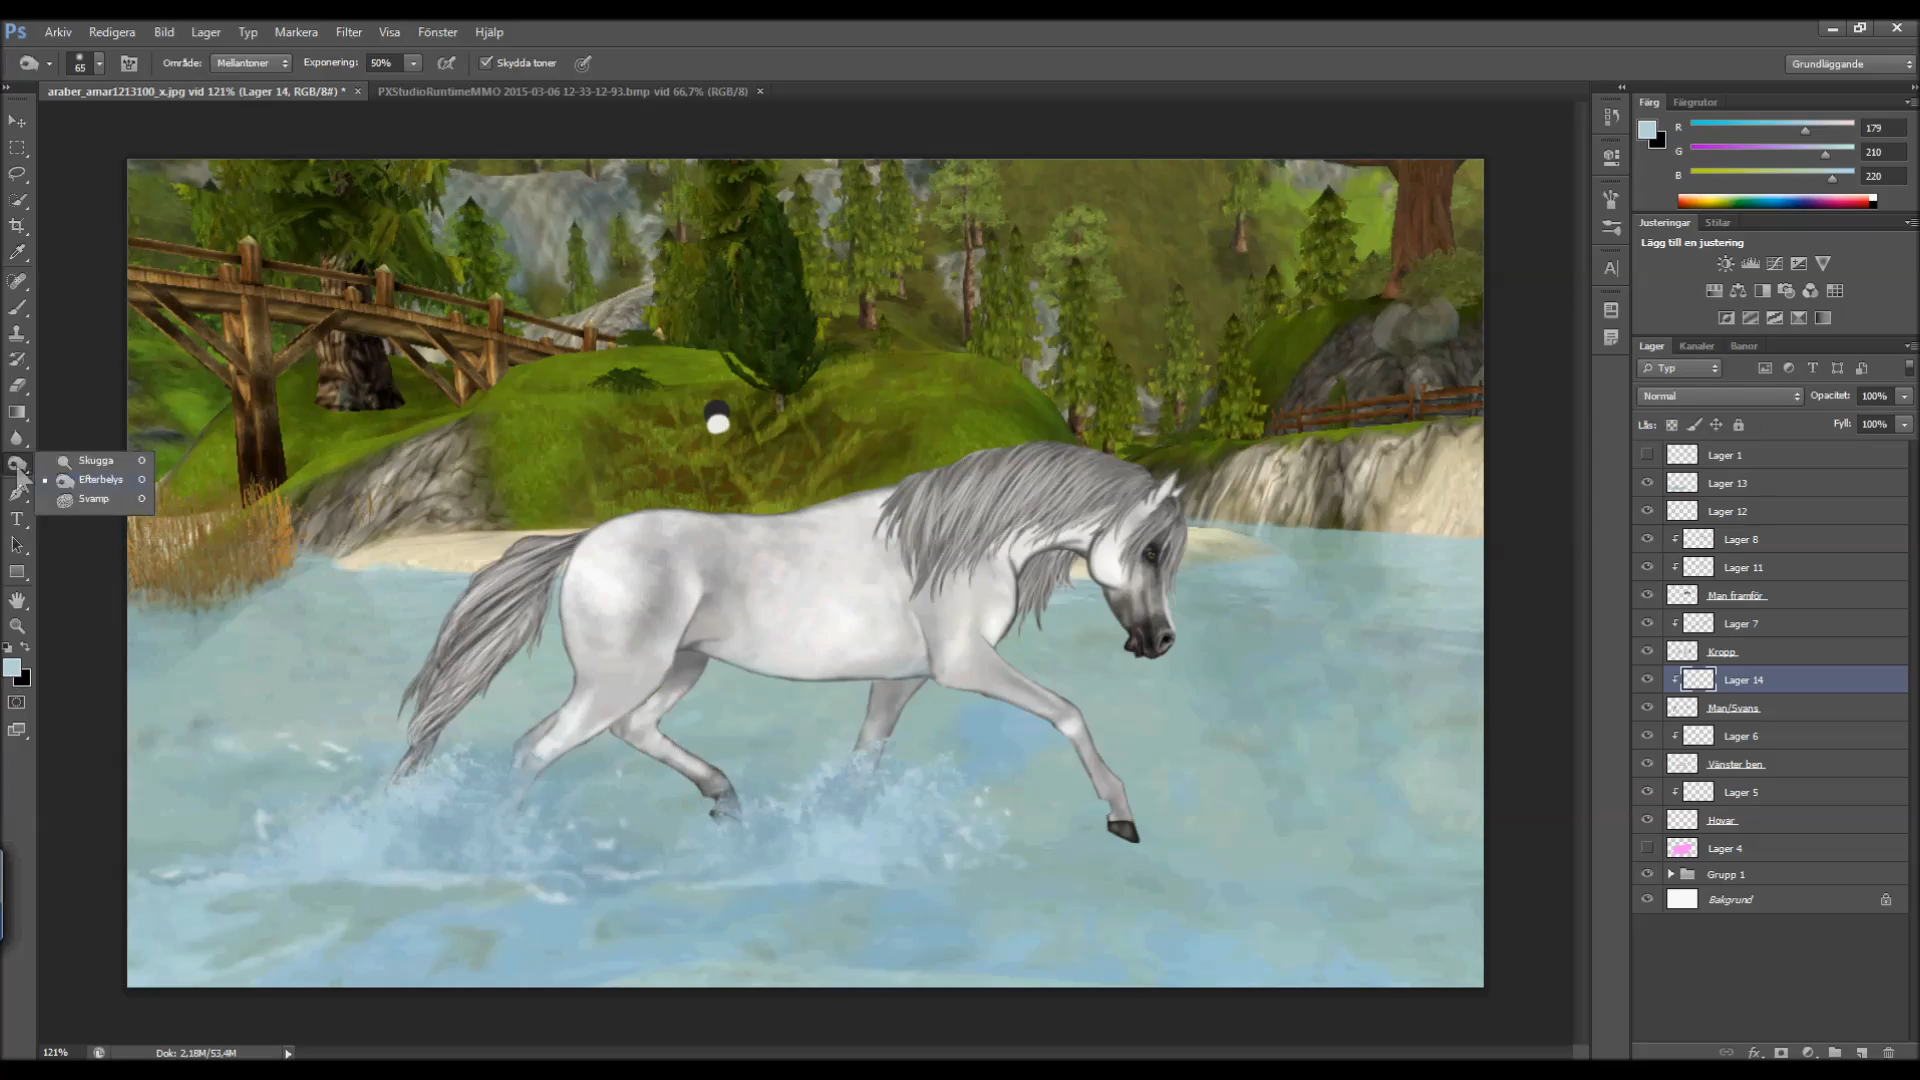 Ps Arkiv Redigera Bild Lager Typ Markera Filter Visa Fönster Hjälp
65 Område: Mellantoner Exponering: 50% Skydda toner Grundläggande
araber_amar1213100_x.jpg vid 121% (Lager 14, RGB/8#) * × PXStudioRuntimeMMO 2015-03-06 12-33-12-93.bmp vid 66,7% (RGB/8) ×
Färg Färgrutor
R 179
G 210
B 220
Justeringar Stilar
Lägg till en justering
Lager Kanaler Banor
Typ
Normal Opacitet: 100%
Lås: Fyll: 100%
Lager 1
Skugga O
Efterbelys O
Svamp O
Lager 13
Lager 12
Lager 8
Lager 11
Man framför
Lager 7
Kropp
Lager 14
Man/Svans
Lager 6
Vänster ben
Lager 5
Hovar
Lager 4
Grupp 1
Bakgrund
121% Dok: 2,18M/53,4M